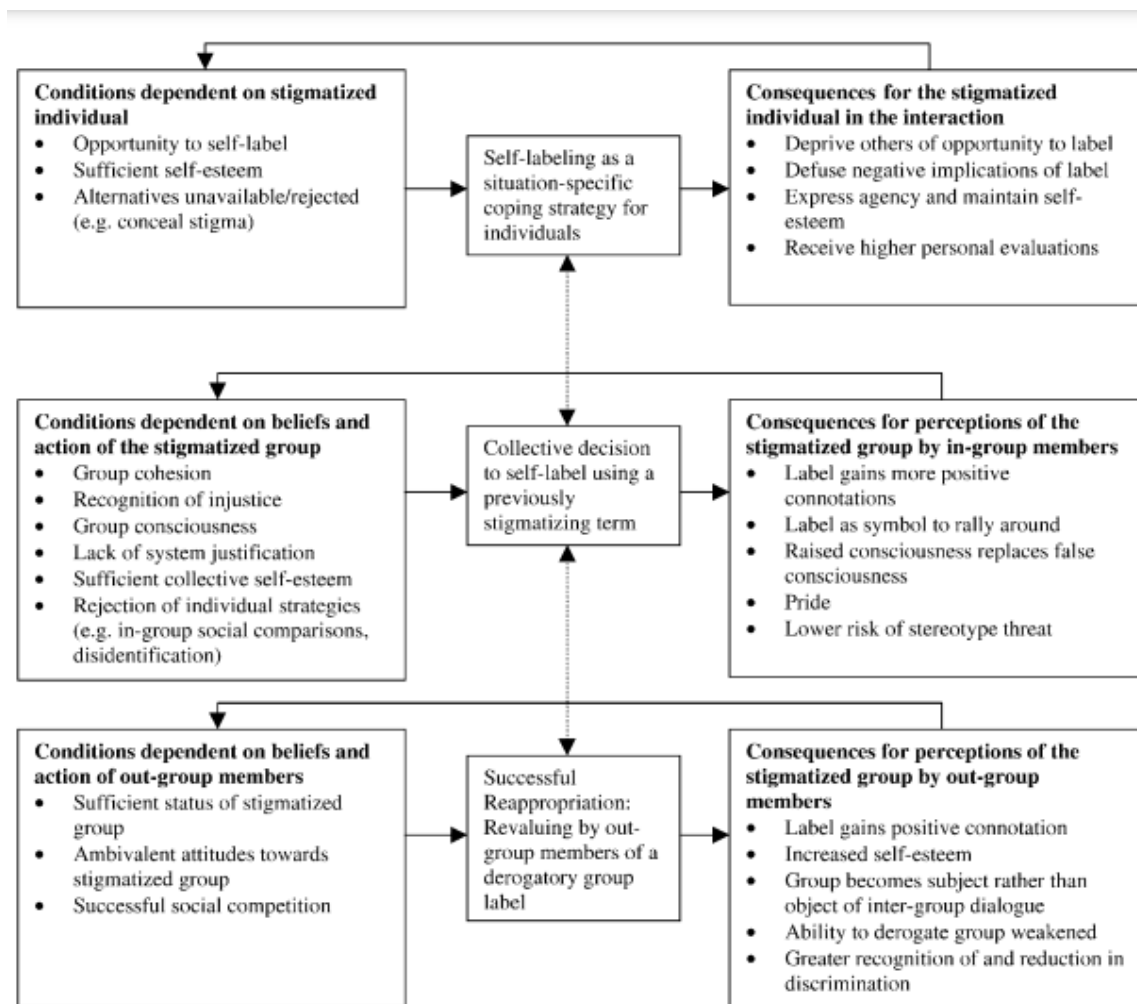 Conditions dependent on stigmatized
individual
• Opportunity to self-label
• Sufficient self-esteem
• Alternatives unavailable/rejected
(e.g. conceal stigma)
Self-labeling as a
situation-specific
coping strategy for
individuals
Consequences for the stigmatized
individual in the interaction
• Deprive others of opportunity to label
• Defuse negative implications of label
• Express agency and maintain self-
esteem
• Receive higher personal evaluations
Conditions dependent on beliefs and
action of the stigmatized group
• Group cohesion
• Recognition of injustice
• Group consciousness
• Lack of system justification
• Sufficient collective self-esteem
• Rejection of individual strategies
(e.g. in-group social comparisons,
disidentification)
Collective decision
to self-label using a
previously
stigmatizing term
Consequences for perceptions of the
stigmatized group by in-group members
• Label gains more positive
connotations
• Label as symbol to rally around
• Raised consciousness replaces false
consciousness
• Pride
• Lower risk of stereotype threat
Conditions dependent on beliefs and
action of out-group members
• Sufficient status of stigmatized
group
• Ambivalent attitudes towards
stigmatized group
• Successful social competition
Successful
Reappropriation:
Revaluing by out-
group members of a
derogatory group
label
Consequences for perceptions of the
stigmatized group by out-group
members
• Label gains positive connotation
• Increased self-esteem
• Group becomes subject rather than
object of inter-group dialogue
• Ability to derogate group weakened
• Greater recognition of and reduction in
discrimination